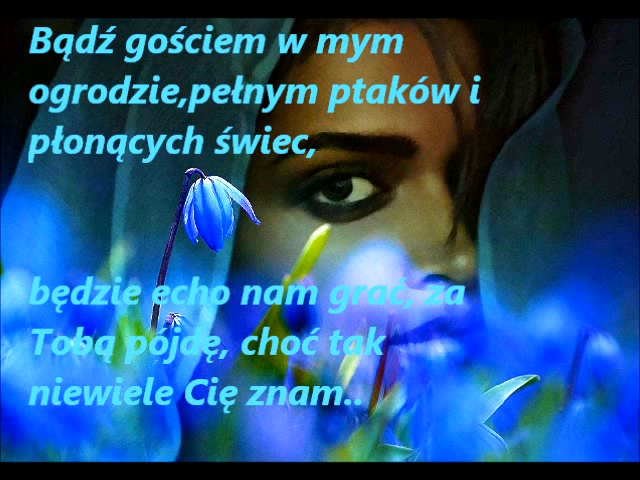 Bądź gościem w mym
ogrodzie,pełnym ptaków i
płonących świec,
będzie echo nam grać, za
Tobą pójdę, choć tak
niewiele Cię znam..